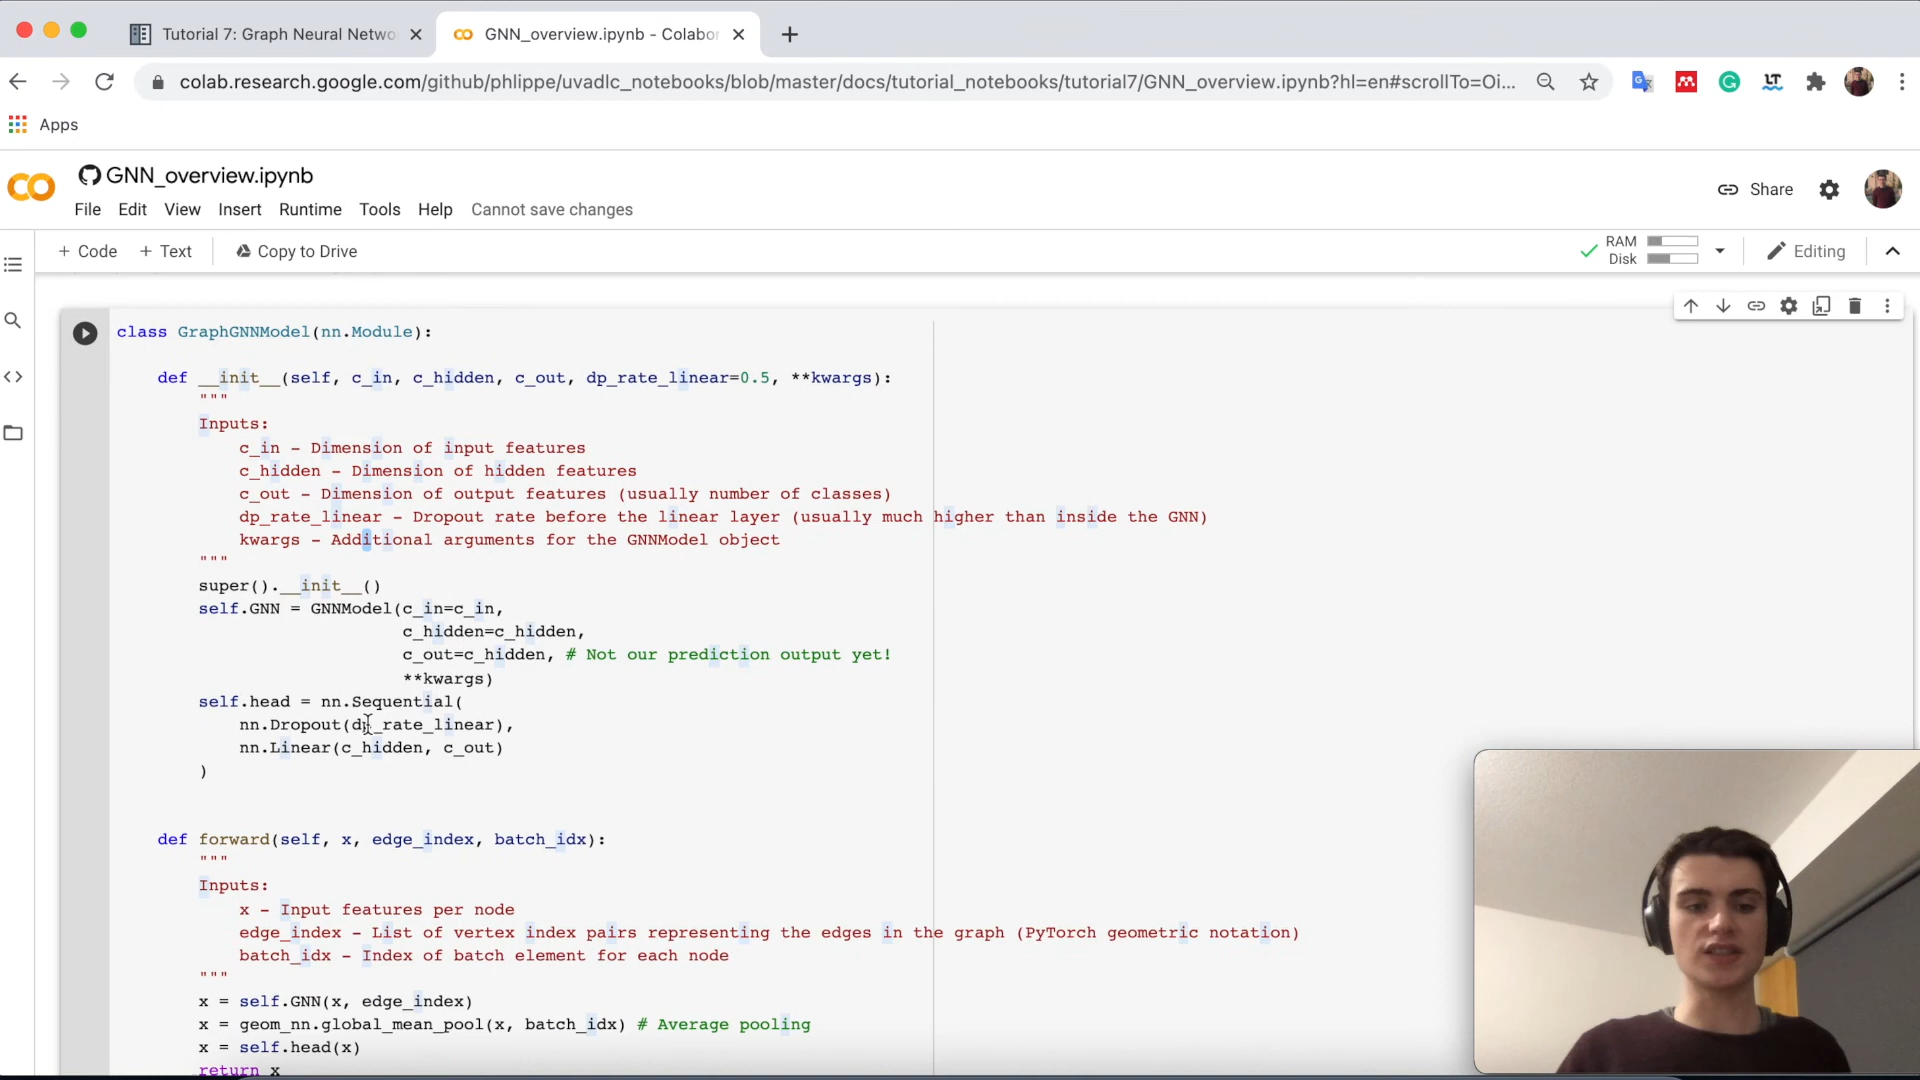 Tutorial 7: Graph Neural Netwo
GNN_overview.ipynb - Colabor
colab.research.google.com/github/phlippe/uvadlc_notebooks/blob/master/docs/tutorial_notebooks/tutorial7/GNN_overview.ipynb?hl=en#scrollTo=Oi...
Apps
GNN_overview.ipynb
Share
File Edit View Insert Runtime Tools Help Cannot save changes
+ Code + Text Copy to Drive
RAM
Disk
Editing
class GraphGNNModel(nn.Module):
def __init__(self, c_in, c_hidden, c_out, dp_rate_linear=0.5, **kwargs):
"""
Inputs:
c_in - Dimension of input features
c_hidden - Dimension of hidden features
c_out - Dimension of output features (usually number of classes)
dp_rate_linear - Dropout rate before the linear layer (usually much higher than inside the GNN)
kwargs - Additional arguments for the GNNModel object
"""
super().__init__()
self.GNN = GNNModel(c_in=c_in,
c_hidden=c_hidden,
c_out=c_hidden, # Not our prediction output yet!
**kwargs)
self.head = nn.Sequential(
nn.Dropout(dp_rate_linear),
nn.Linear(c_hidden, c_out)
)
def forward(self, x, edge_index, batch_idx):
"""
Inputs:
x - Input features per node
edge_index - List of vertex index pairs representing the edges in the graph (PyTorch geometric notation)
batch_idx - Index of batch element for each node
"""
x = self.GNN(x, edge_index)
x = geom_nn.global_mean_pool(x, batch_idx) # Average pooling
x = self.head(x)
return x